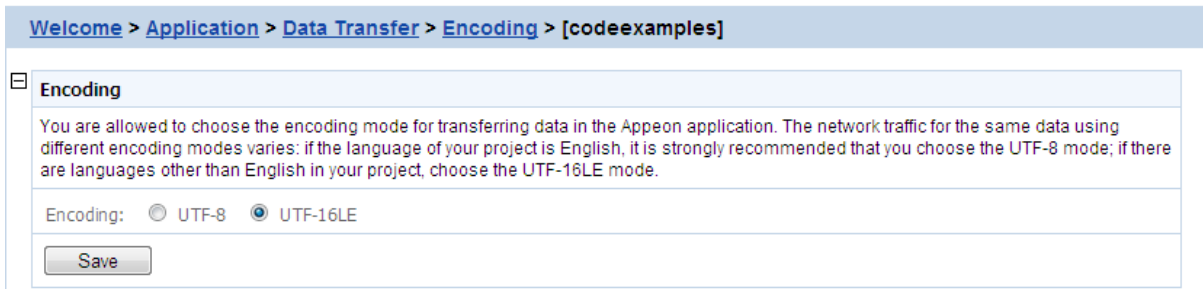 Welcome > Application > Data Transfer > Encoding > [codeexamples]
Encoding
You are allowed to choose the encoding mode for transferring data in the Appeon application. The network traffic for the same data using
different encoding modes varies: if the language of your project is English, it is strongly recommended that you choose the UTF-8 mode; if there
are languages other than English in your project, choose the UTF-16LE mode.
Encoding: UTF-8 UTF-16LE
Save